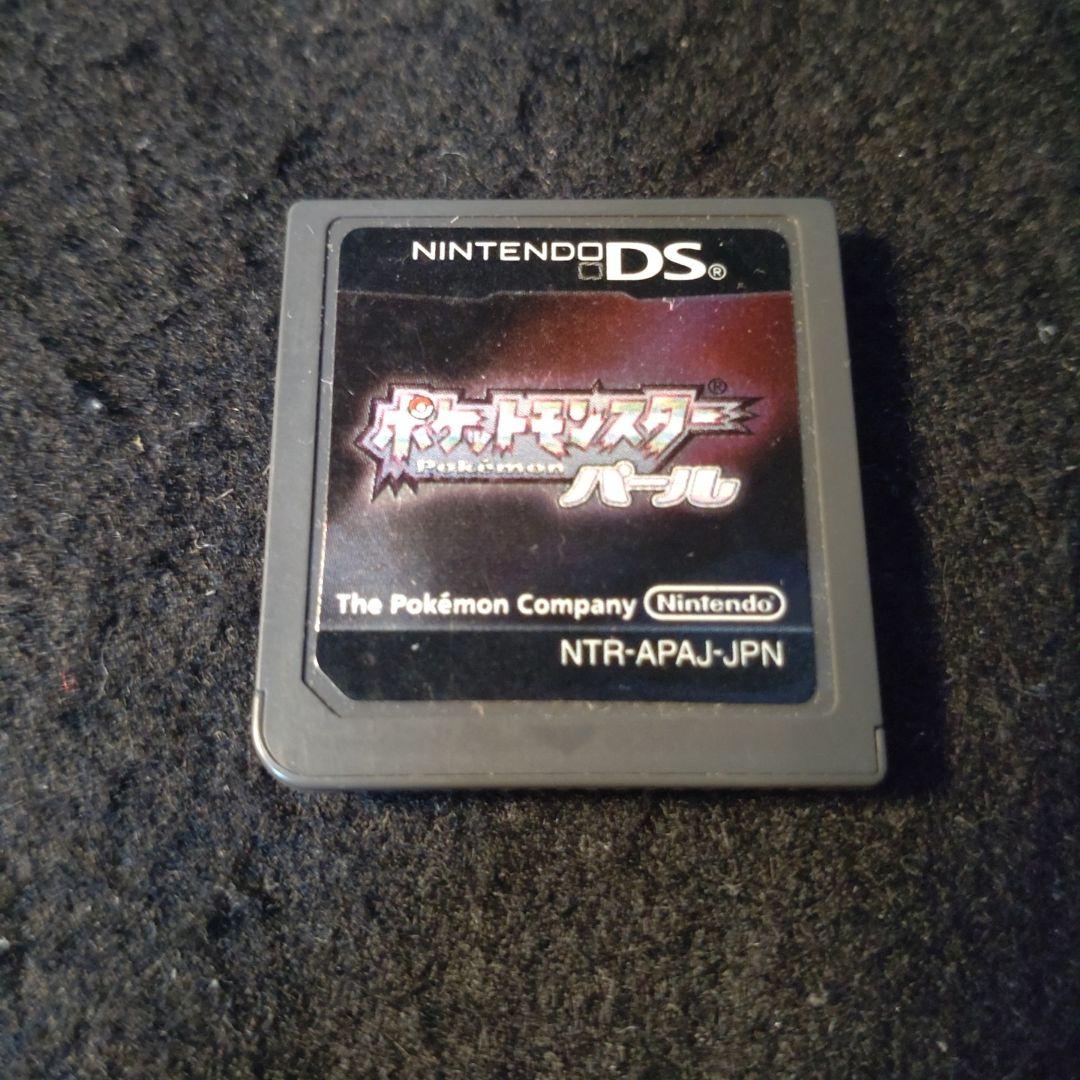 NINTENDO DS®
ポケットモンスター®
Pokémon
パール
The Pokémon Company Nintendo®
NTR-APAJ-JPN